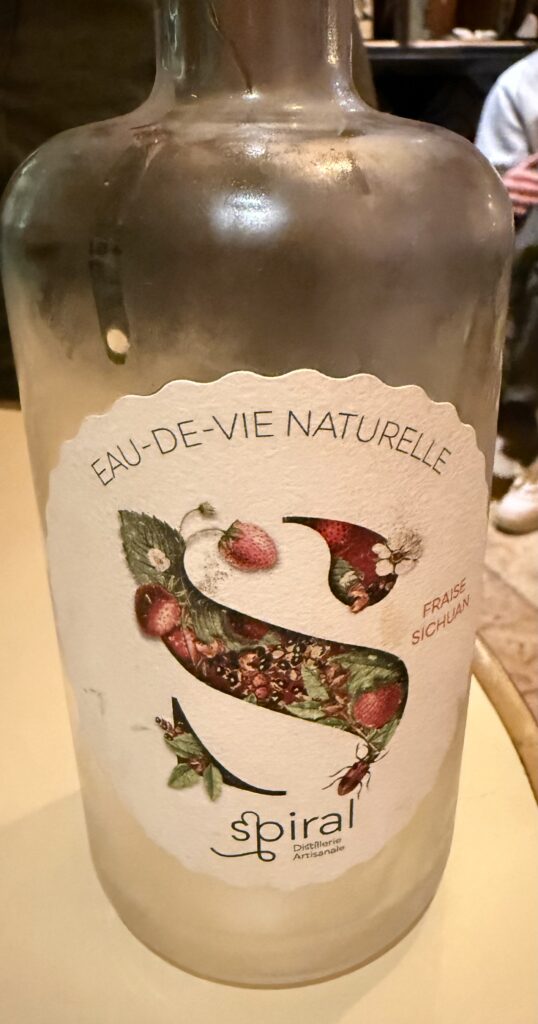 EAU-DE-VIE NATURELLE
FRAISE
SICHUAN
spiral
Distillerie
Artisanale